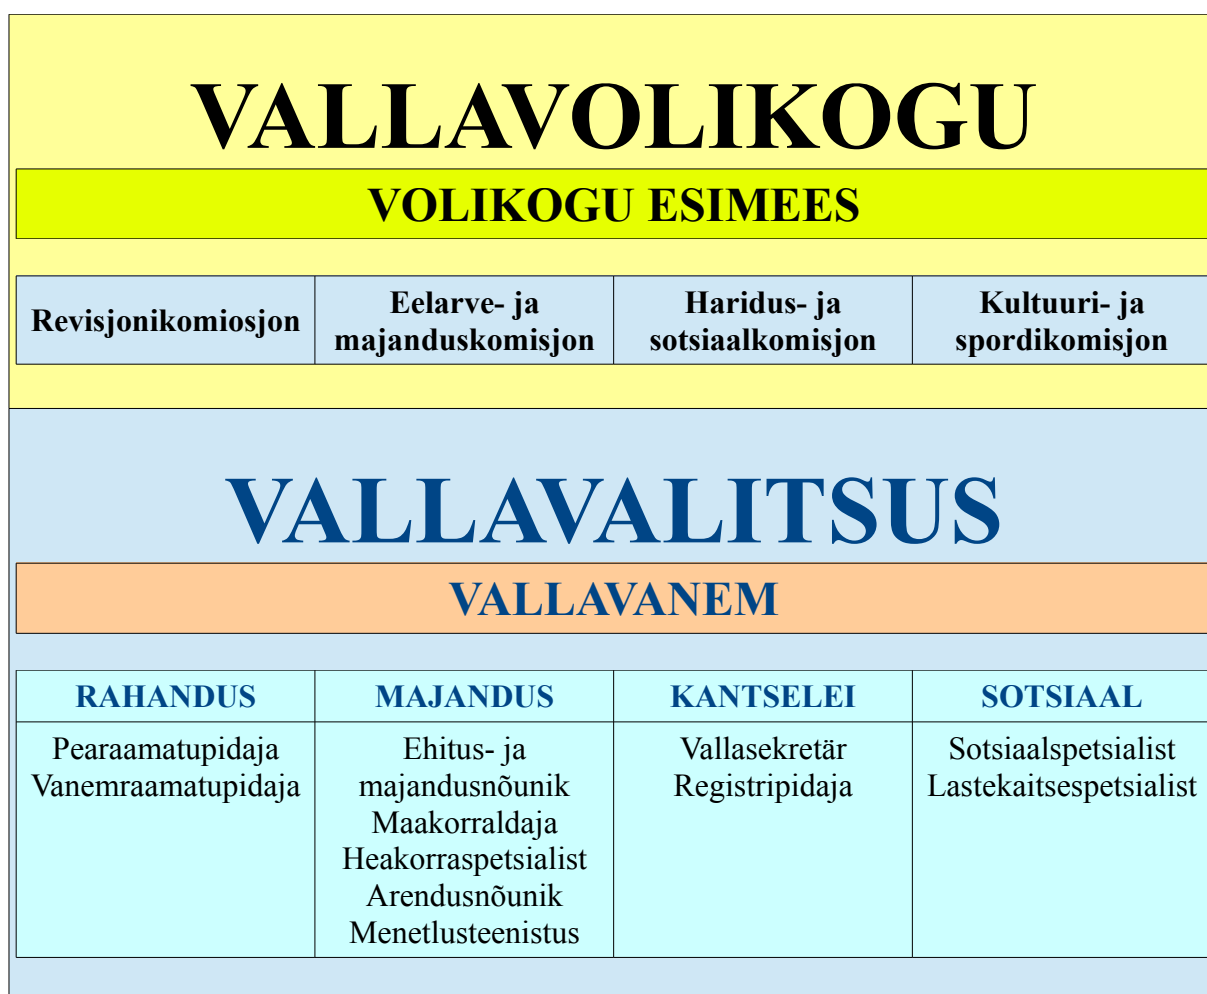 VALLAVOLIKOGU
VOLIKOGU ESIMEES
Revisjonikomiosjon
Eelarve- ja
majanduskomisjon
Haridus- ja
sotsiaalkomisjon
Kultuuri- ja
spordikomisjon
VALLAVALITSUS
VALLAVANEM
RAHANDUS
Pearaamatupidaja
Vanemraamatupidaja
MAJANDUS
Ehitus- ja
majandusnõunik
Maakorraldaja
Heakorraspetsialist
Arendusnõunik
Menetlusteenistus
KANTSELEI
Vallasekretär
Registripidaja
SOTSIAAL
Sotsiaalspetsialist
Lastekaitsespetsialist